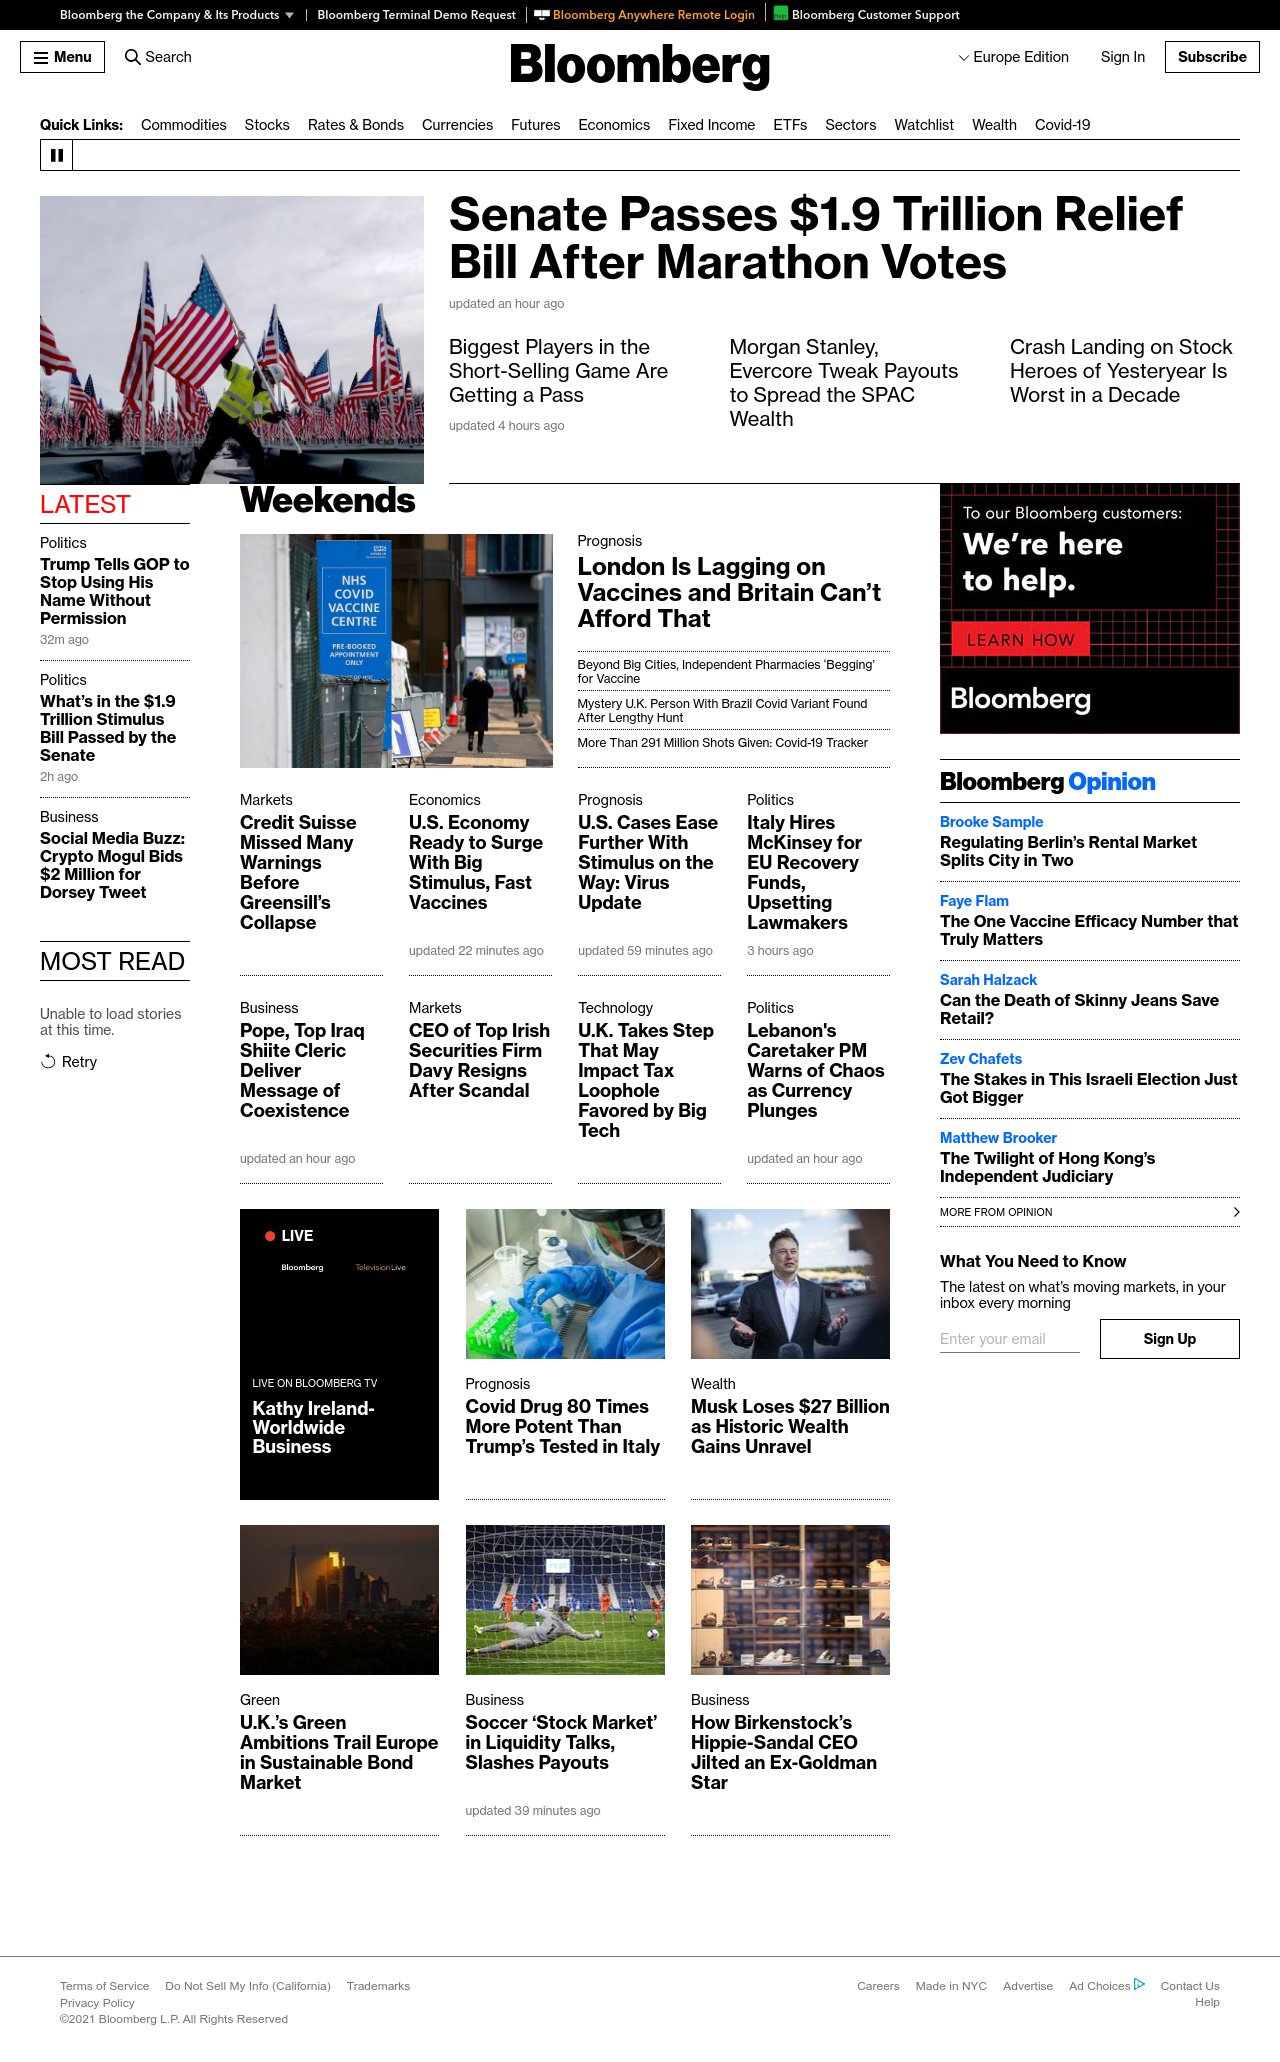 Bloomberg the Company & Its Products
Bloomberg Terminal Demo Request
Bloomberg Anywhere Remote Login
Bloomberg Customer Support
Menu
Search
Bloomberg
Europe Edition
Sign In
Subscribe
Quick Links:
Commodities
Stocks
Rates & Bonds
Currencies
Futures
Economics
Fixed Income
ETFs
Sectors
Watchlist
Wealth
Covid-19
Senate Passes $1.9 Trillion Relief
Bill After Marathon Votes
updated an hour ago
Biggest Players in the
Short-Selling Game Are
Getting a Pass
updated 4 hours ago
Morgan Stanley,
Evercore Tweak Payouts
to Spread the SPAC
Wealth
Crash Landing on Stock
Heroes of Yesteryear Is
Worst in a Decade
LATEST
Politics
Trump Tells GOP to
Stop Using His
Name Without
Permission
32m ago
Politics
What’s in the $1.9
Trillion Stimulus
Bill Passed by the
Senate
2h ago
Business
Social Media Buzz:
Crypto Mogul Bids
$2 Million for
Dorsey Tweet
MOST READ
Unable to load stories
at this time.
Retry
Weekends
NHS
COVID
VACCINE
CENTRE
PRE-BOOKED
APPOINTMENT
ONLY
Prognosis
London Is Lagging on
Vaccines and Britain Can’t
Afford That
Beyond Big Cities, Independent Pharmacies ‘Begging’
for Vaccine
Mystery U.K. Person With Brazil Covid Variant Found
After Lengthy Hunt
More Than 291 Million Shots Given: Covid-19 Tracker
Markets
Credit Suisse
Missed Many
Warnings
Before
Greensill’s
Collapse
Economics
U.S. Economy
Ready to Surge
With Big
Stimulus, Fast
Vaccines
updated 22 minutes ago
Prognosis
U.S. Cases Ease
Further With
Stimulus on the
Way: Virus
Update
updated 59 minutes ago
Politics
Italy Hires
McKinsey for
EU Recovery
Funds,
Upsetting
Lawmakers
3 hours ago
Business
Pope, Top Iraq
Shiite Cleric
Deliver
Message of
Coexistence
updated an hour ago
Markets
CEO of Top Irish
Securities Firm
Davy Resigns
After Scandal
Technology
U.K. Takes Step
That May
Impact Tax
Loophole
Favored by Big
Tech
Politics
Lebanon's
Caretaker PM
Warns of Chaos
as Currency
Plunges
updated an hour ago
LIVE
Bloomberg
Television Live
LIVE ON BLOOMBERG TV
Kathy Ireland-
Worldwide
Business
Prognosis
Covid Drug 80 Times
More Potent Than
Trump’s Tested in Italy
Wealth
Musk Loses $27 Billion
as Historic Wealth
Gains Unravel
Green
U.K.’s Green
Ambitions Trail Europe
in Sustainable Bond
Market
Business
Soccer ‘Stock Market’
in Liquidity Talks,
Slashes Payouts
updated 39 minutes ago
Business
How Birkenstock’s
Hippie-Sandal CEO
Jilted an Ex-Goldman
Star
To our Bloomberg customers:
We’re here
to help.
LEARN HOW
Bloomberg
Bloomberg Opinion
Brooke Sample
Regulating Berlin’s Rental Market
Splits City in Two
Faye Flam
The One Vaccine Efficacy Number that
Truly Matters
Sarah Halzack
Can the Death of Skinny Jeans Save
Retail?
Zev Chafets
The Stakes in This Israeli Election Just
Got Bigger
Matthew Brooker
The Twilight of Hong Kong’s
Independent Judiciary
MORE FROM OPINION
What You Need to Know
The latest on what’s moving markets, in your
inbox every morning
Enter your email
Sign Up
Terms of Service
Do Not Sell My Info (California)
Trademarks
Privacy Policy
©2021 Bloomberg L.P. All Rights Reserved
Careers
Made in NYC
Advertise
Ad Choices
Contact Us
Help